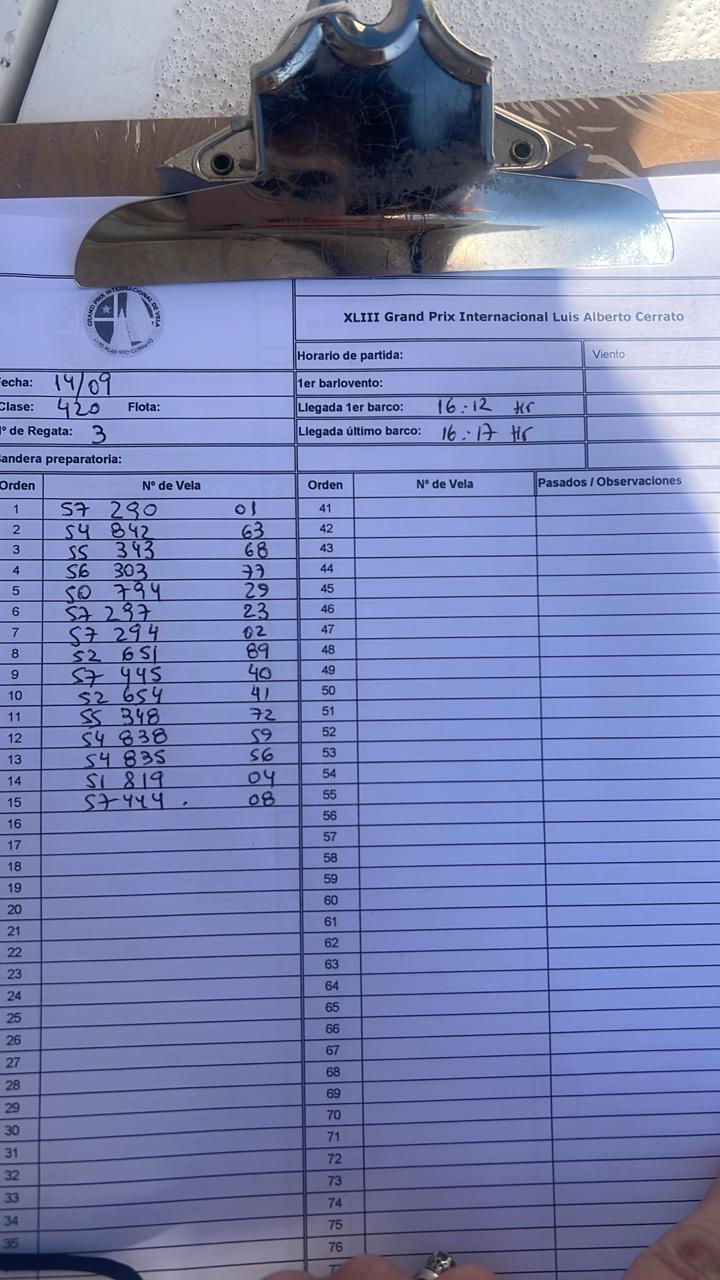 GRAND PRIX INTERNACIONAL DE VELA
LUIS ALBERTO CERRATO
XLIII Grand Prix Internacional Luis Alberto Cerrato
Horario de partida: Viento
echa: 14/09 1er barlovento:
Clase: 420 Flota: Llegada 1er barco: 16:12 Hr
º de Regata: 3 Llegada último barco: 16:17 Hr
andera preparatoria:
Orden Nº de Vela Orden Nº de Vela Pasados / Observaciones
1 57 290 01 41
2 54 842 63 42
3 55 343 68 43
4 56 303 77 44
5 50 794 29 45
6 57 297 23 46
7 57 294 02 47
8 52 651 89 48
9 57 445 40 49
10 52 654 41 50
11 55 348 72 51
12 54 838 59 52
13 54 835 56 53
14 51 819 04 54
15 57 444 . 08 55
16 56
17 57
18 58
19 59
20 60
21 61
22 62
23 63
24 64
25 65
26 66
27 67
28 68
29 69
30 70
31 71
32 72
33 73
34 74
35 75
76